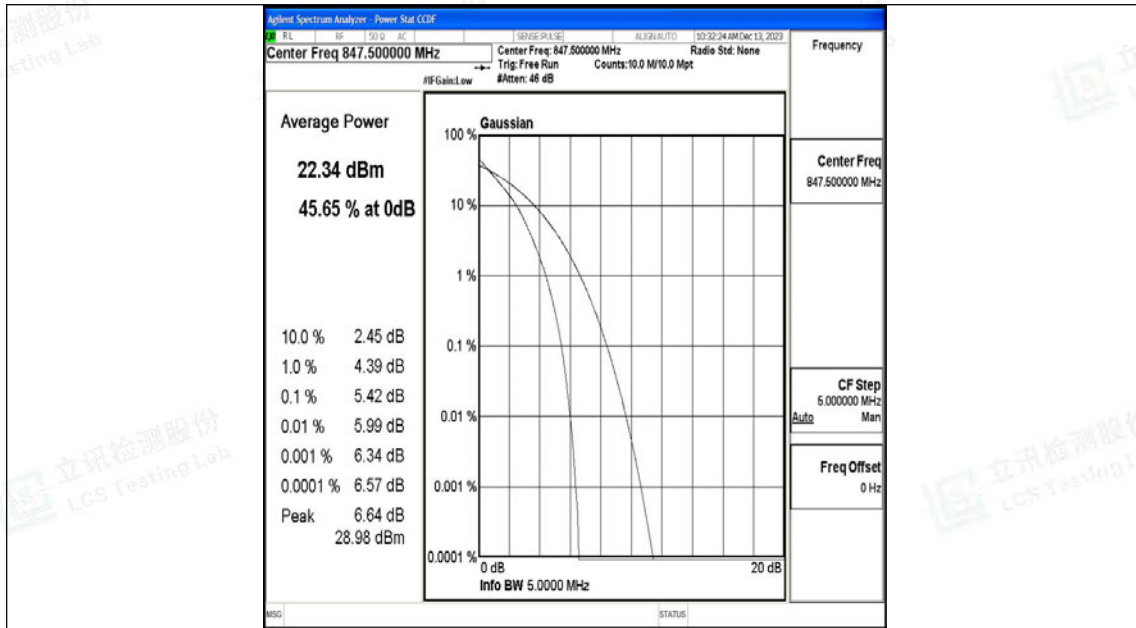 Agilent Spectrum Analyzer - Power Stat CCDF
RL RF 50 Ω AC SENSE:PULSE ALIGNAUTO 10:32:24 AM Dec 13, 2023
Center Freq 847.500000 MHz
Center Freq: 847.500000 MHz Radio Std: None
Trig: Free Run Counts:10.0 M/10.0 Mpt
#IFGain:Low #Atten: 46 dB
Frequency
Average Power
22.34 dBm
45.65 % at 0dB
10.0 % 2.45 dB
1.0 % 4.39 dB
0.1 % 5.42 dB
0.01 % 5.99 dB
0.001 % 6.34 dB
0.0001 % 6.57 dB
Peak 6.64 dB
28.98 dBm
Gaussian
100 %
10 %
1 %
0.1 %
0.01 %
0.001 %
0.0001 %
0 dB 20 dB
Info BW 5.0000 MHz
Center Freq
847.500000 MHz
CF Step
5.000000 MHz
Auto Man
Freq Offset
0 Hz
MSG STATUS
立讯检测股份
LCS Testing Lab